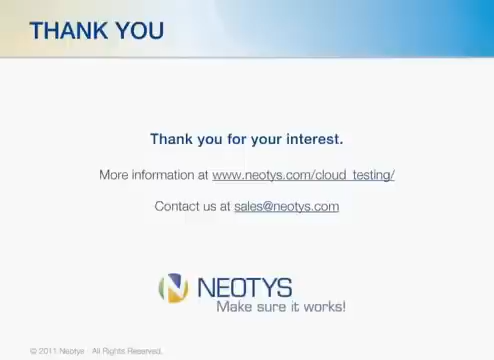 THANK YOU
Thank you for your interest.
More information at www.neotys.com/cloud_testing/
Contact us at sales@neotys.com
NEOTYS
Make sure it works!
© 2011 Neotys - All Rights Reserved.